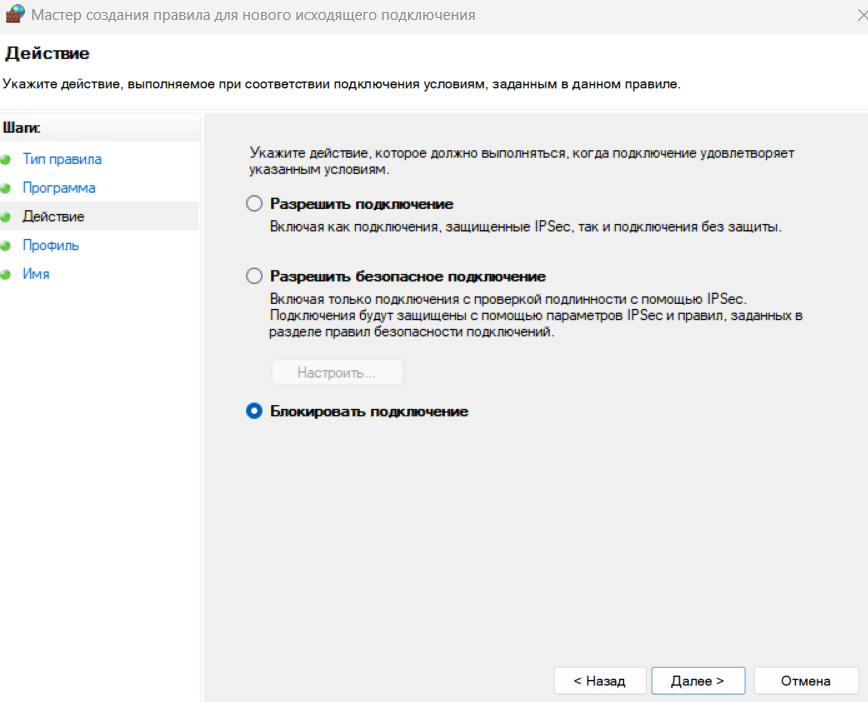 Мастер создания правила для нового исходящего подключения
Действие
Укажите действие, выполняемое при соответствии подключения условиям, заданным в данном правиле.
Шаги:
Тип правила
Программа
Действие
Профиль
Имя
Укажите действие, которое должно выполняться, когда подключение удовлетворяет
указанным условиям.
Разрешить подключение
Включая как подключения, защищенные IPSec, так и подключения без защиты.
Разрешить безопасное подключение
Включая только подключения с проверкой подлинности с помощью IPSec.
Подключения будут защищены с помощью параметров IPSec и правил, заданных в
разделе правил безопасности подключений.
Настроить...
Блокировать подключение
< Назад
Далее >
Отмена